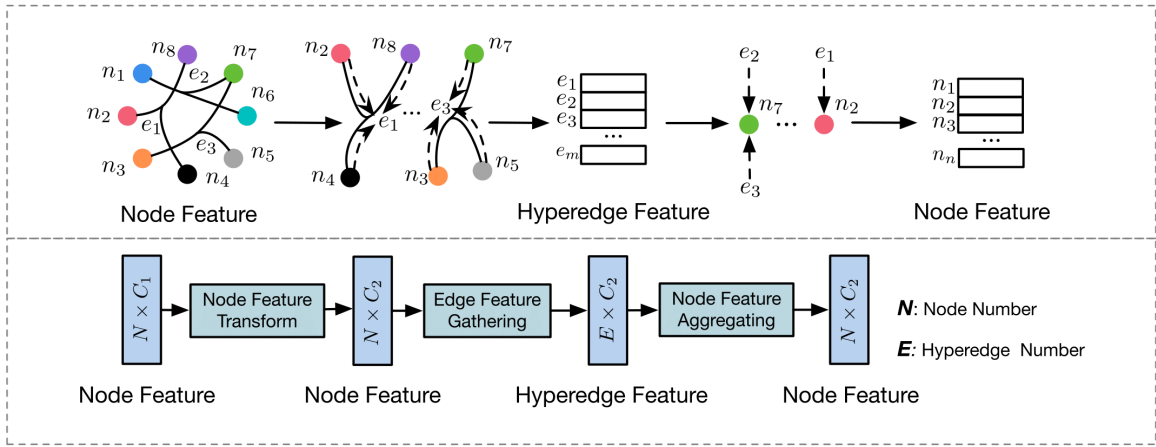 n₈
n₇
n₁
e₂
n₆
n₂
e₁
n₃
e₃
n₅
n₄
Node Feature
n₂
n₈
n₇
e₁
...
e₃
n₄
n₃
n₅
e₁
e₂
e₃
...
eₘ
Hyperedge Feature
e₂
e₁
n₇
...
n₂
e₃
n₁
n₂
n₃
...
nₙ
Node Feature
N × C₁
Node Feature
Transform
N × C₂
Edge Feature
Gathering
E × C₂
Node Feature
Aggregating
N × C₂
N: Node Number
E: Hyperedge Number
Node Feature
Node Feature
Hyperedge Feature
Node Feature